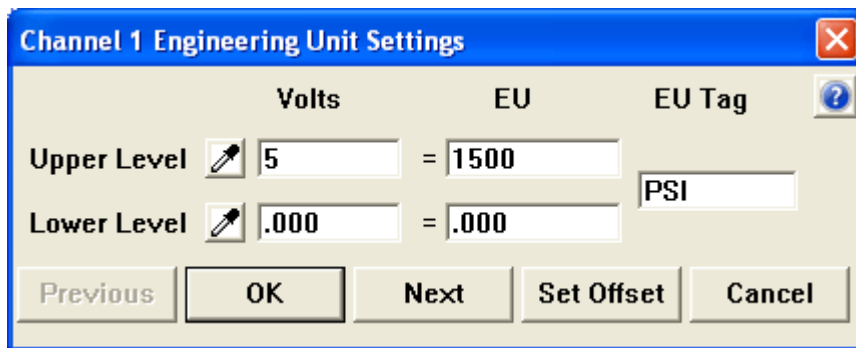 Channel 1 Engineering Unit Settings
Volts EU EU Tag ?
Upper Level 5 = 1500
PSI
Lower Level .000 = .000
Previous OK Next Set Offset Cancel